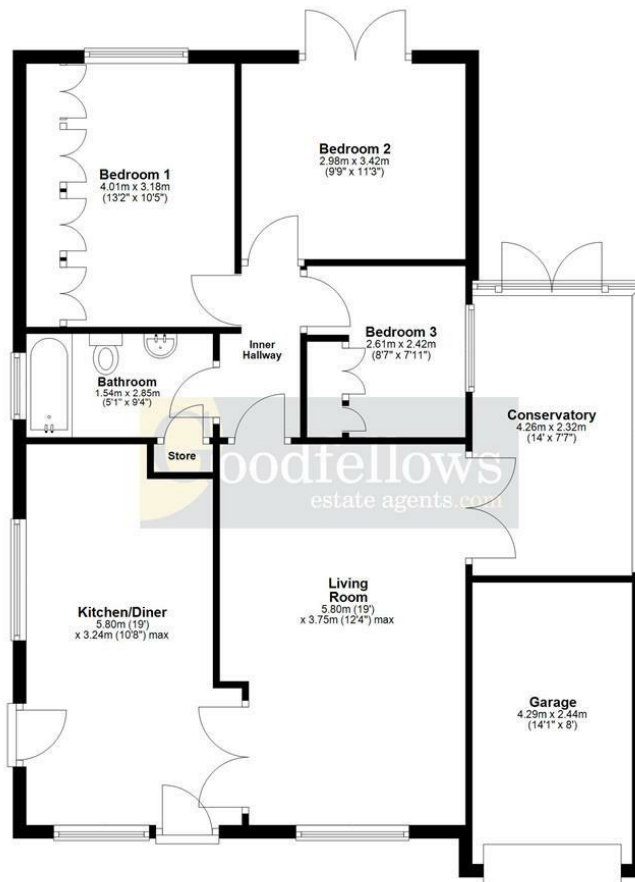 Bedroom 1
4.01m x 3.18m
(13'2" x 10'5")
Bedroom 2
2.98m x 3.42m
(9'9" x 11'3")
Inner
Hallway
Bedroom 3
2.61m x 2.42m
(8'7" x 7'11")
Bathroom
1.54m x 2.85m
(5'1" x 9'4")
Store
Conservatory
4.26m x 2.32m
(14' x 7'7")
Goodfellows
estate agents.com
Kitchen/Diner
5.80m (19')
x 3.24m (10'8") max
Living
Room
5.80m (19')
x 3.75m (12'4") max
Garage
4.29m x 2.44m
(14'1" x 8')